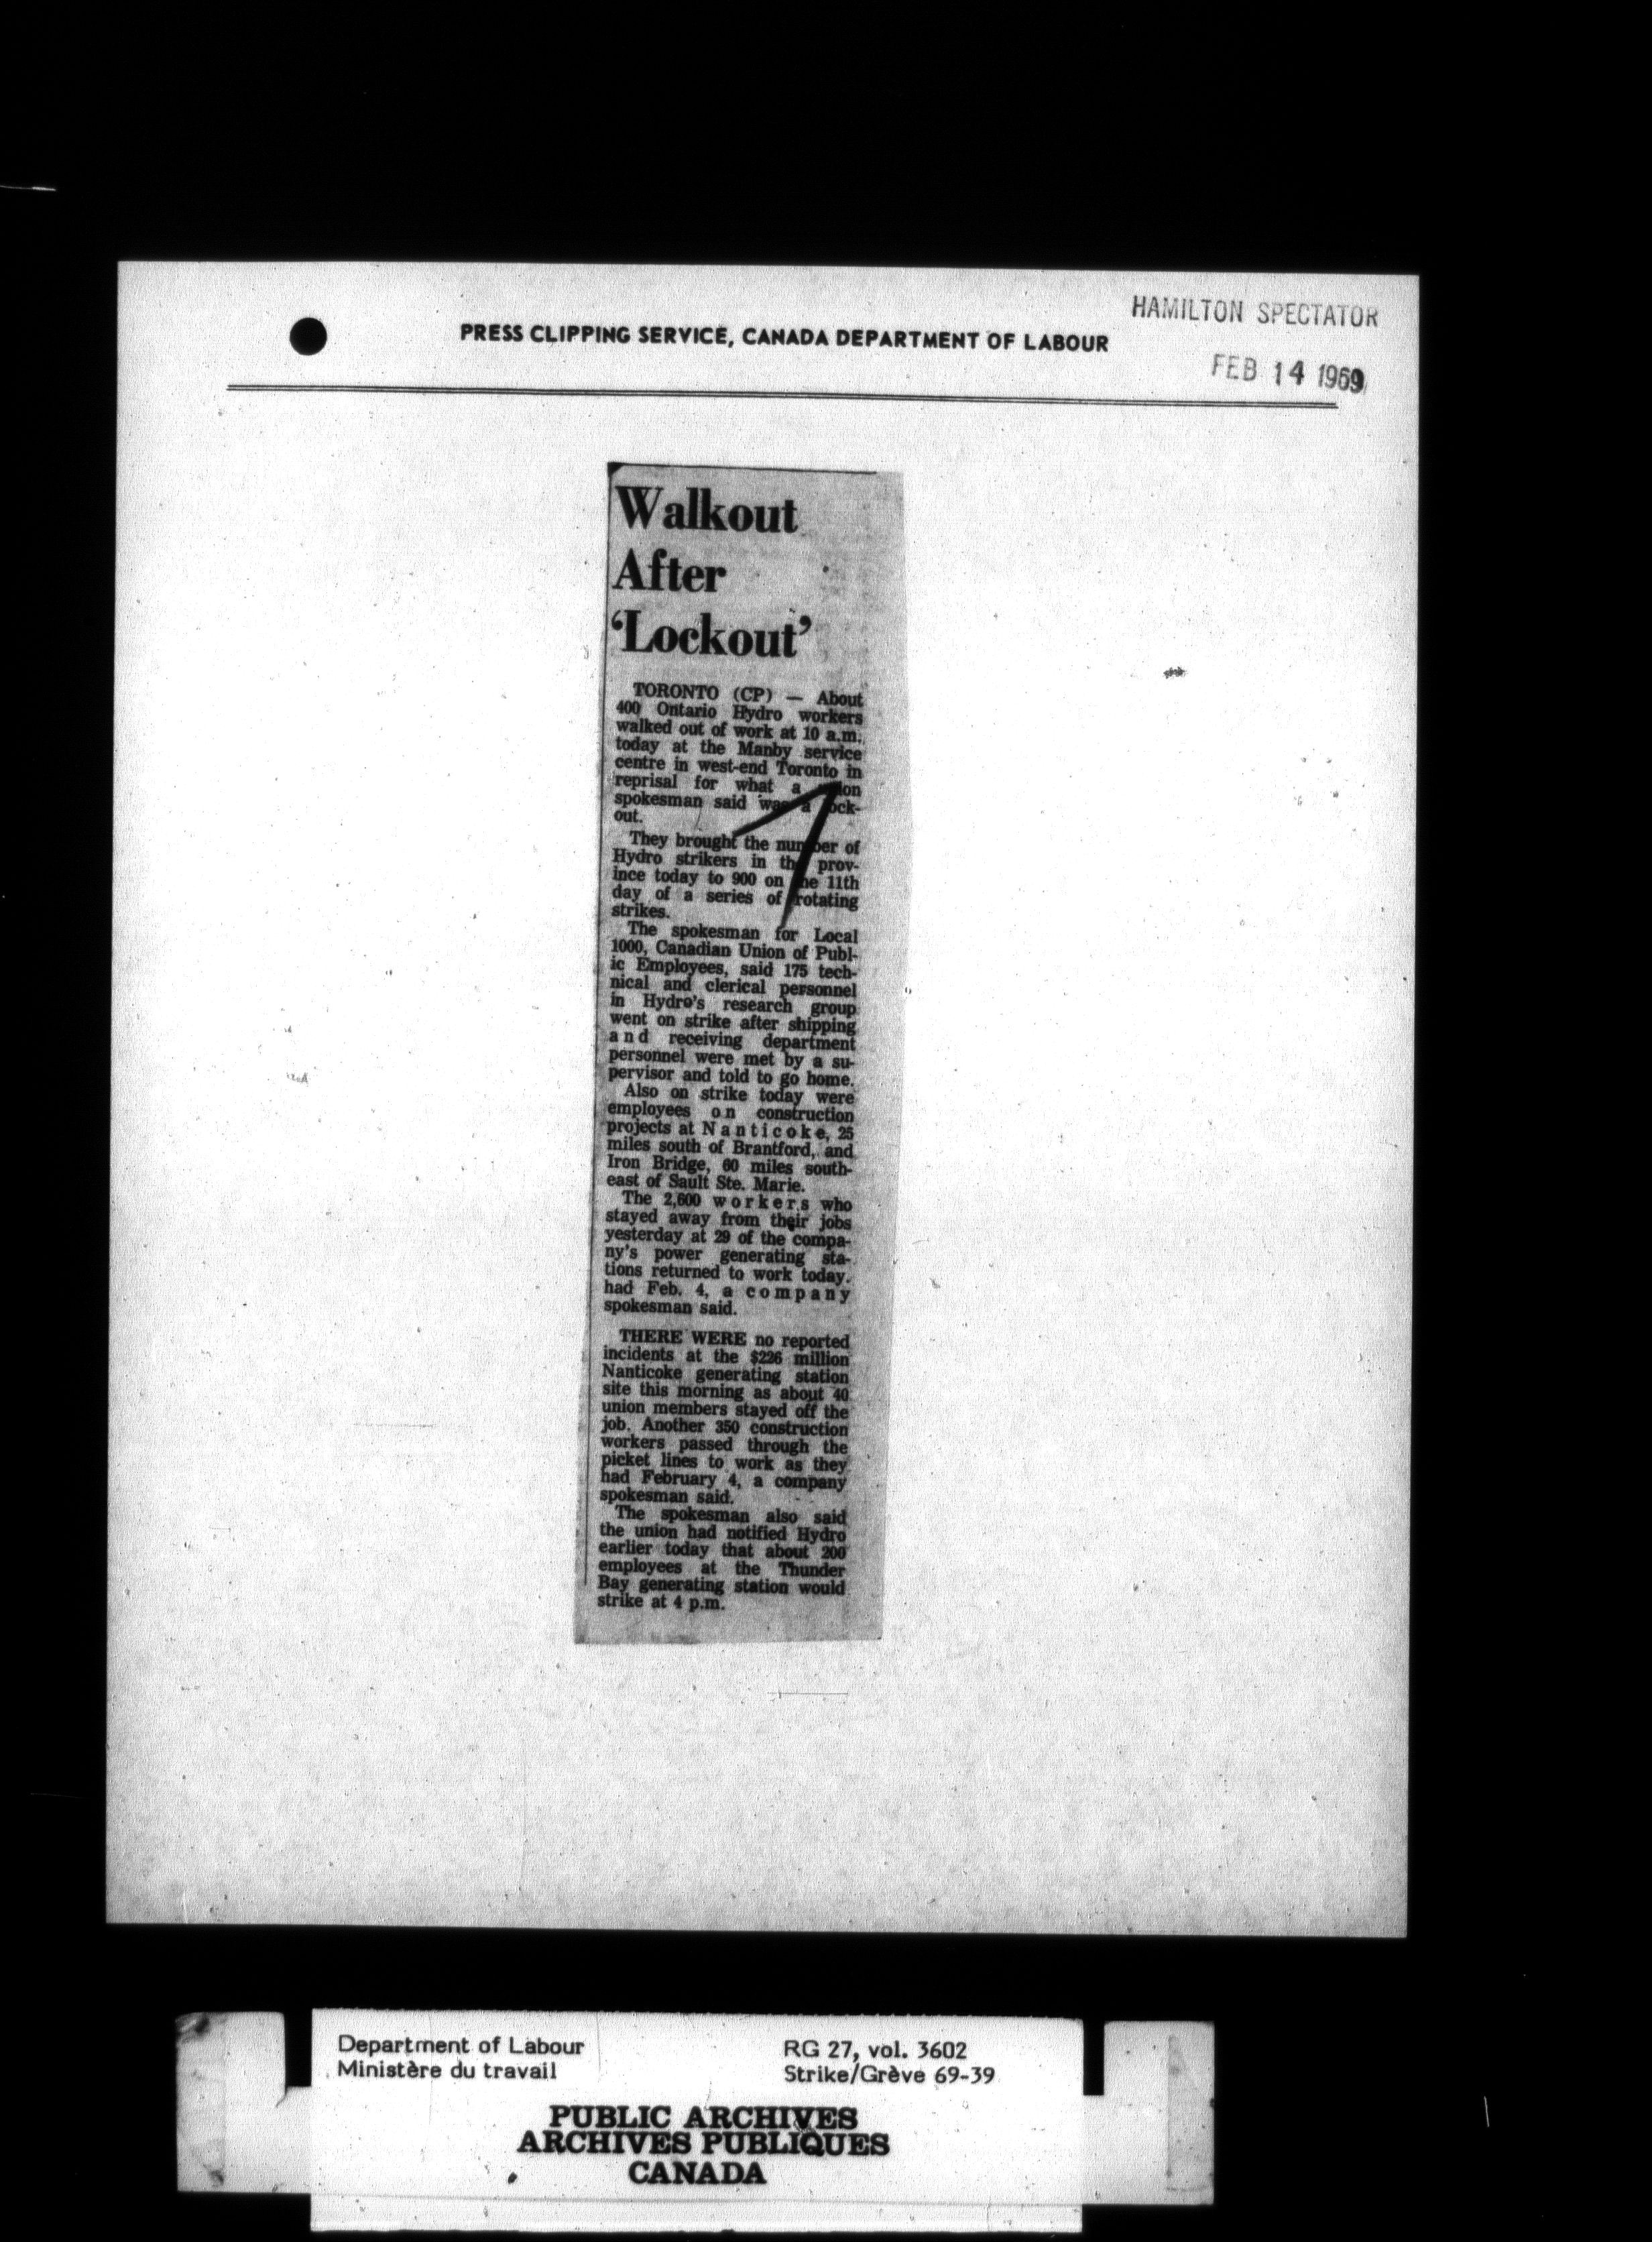 HAMILTON SPECTATOR
PRESS CLIPPING SERVICE, CANADA DEPARTMENT OF LABOUR
FEB 14 1969
Walkout
After
‘Lockout’
TORONTO (CP) — About
400 Ontario Hydro workers
walked out of work at 10 a.m.
today at the Manby service
centre in west-end Toronto in
reprisal for what a union
spokesman said was a lock-
out.
They brought the number of
Hydro strikers in the prov-
ince today to 900 on the 11th
day of a series of rotating
strikes.
The spokesman for Local
1000, Canadian Union of Publ-
ic Employees, said 175 tech-
nical and clerical personnel
in Hydro's research group
went on strike after shipping
and receiving department
personnel were met by a su-
pervisor and told to go home.
Also on strike today were
employees on construction
projects at Nanticoke, 25
miles south of Brantford, and
Iron Bridge, 60 miles south-
east of Sault Ste. Marie.
The 2,600 workers who
stayed away from their jobs
yesterday at 29 of the compa-
ny's power generating sta-
tions returned to work today.
had Feb. 4, a company
spokesman said.
THERE WERE no reported
incidents at the $226 million
Nanticoke generating station
site this morning as about 40
union members stayed off the
job. Another 350 construction
workers passed through the
picket lines to work as they
had February 4, a company
spokesman said.
The spokesman also said
the union had notified Hydro
earlier today that about 200
employees at the Thunder
Bay generating station would
strike at 4 p.m.
Department of Labour
Ministère du travail
RG 27, vol. 3602
Strike/Grève 69-39
PUBLIC ARCHIVES
ARCHIVES PUBLIQUES
CANADA